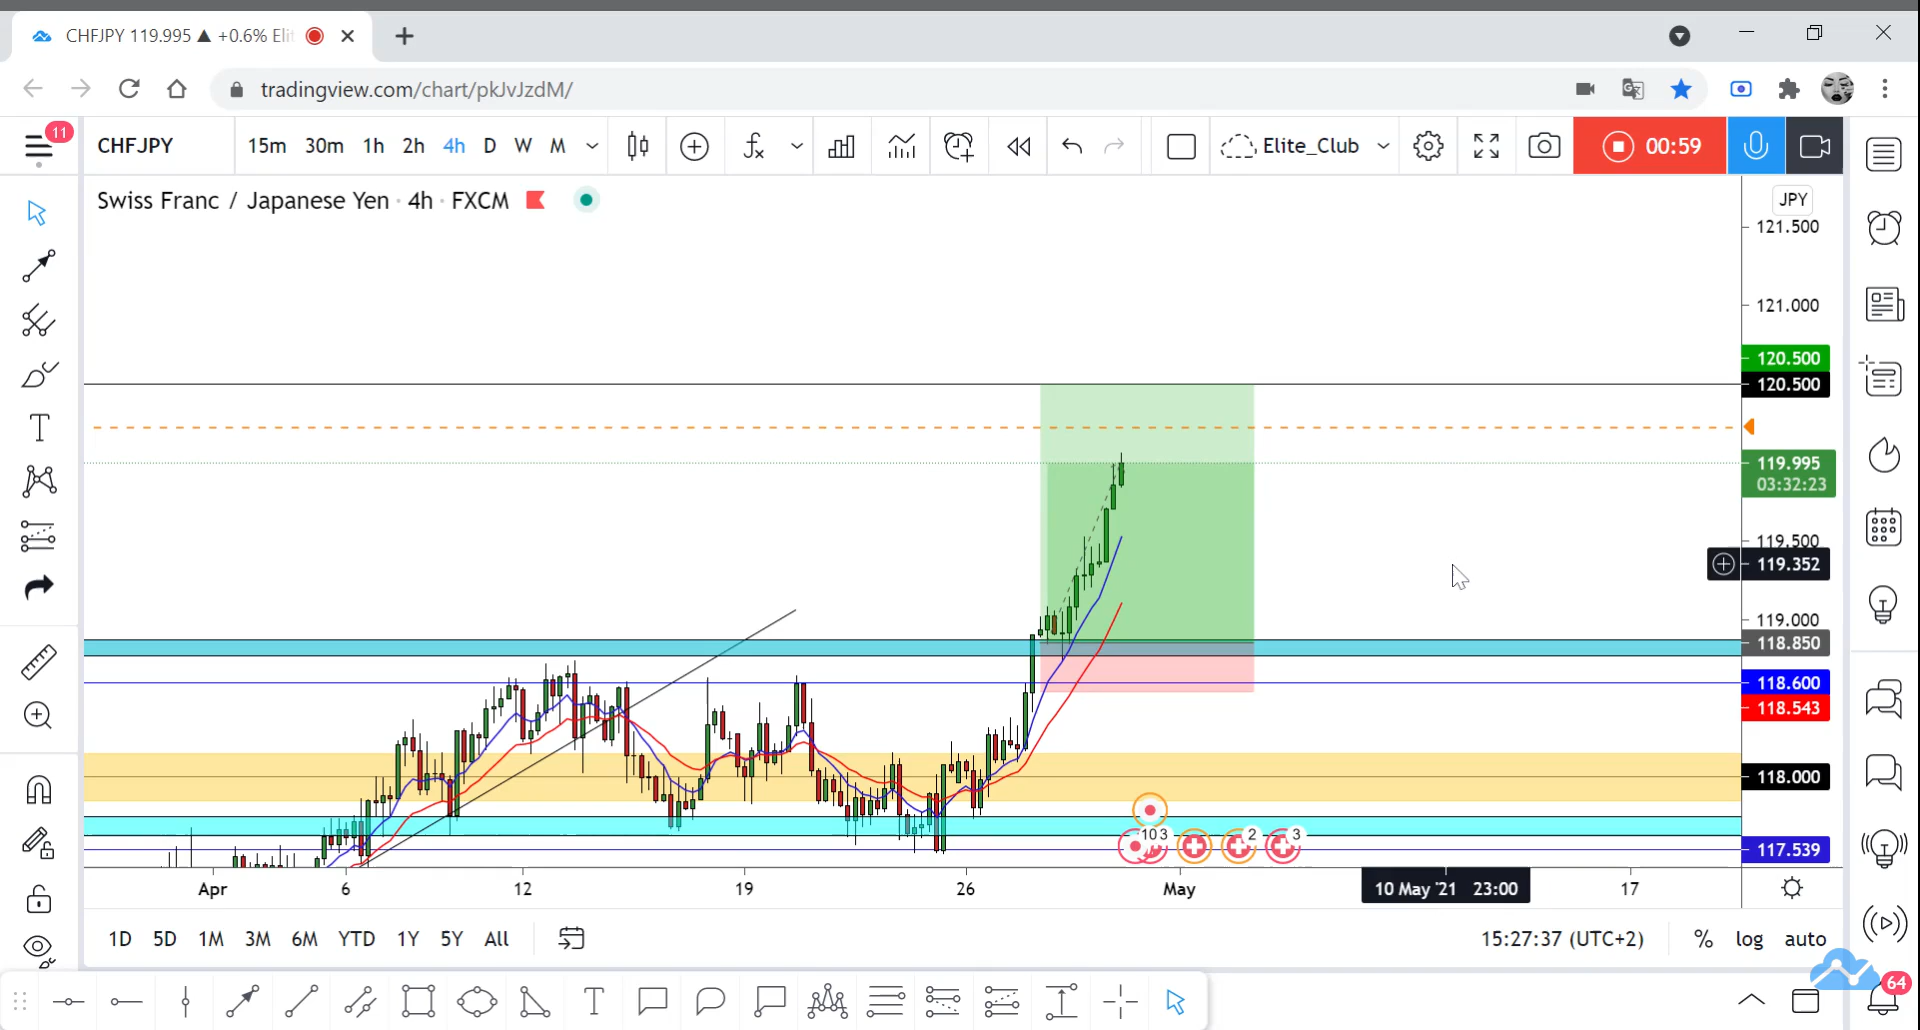 CHFJPY 119.995 ▲ +0.6% Elit
tradingview.com/chart/pkJvJzdM/
11
CHFJPY 15m 30m 1h 2h 4h D W M Elite_Club 00:59
Swiss Franc / Japanese Yen · 4h · FXCM
JPY
121.500
121.000
120.500
120.500
119.995
03:32:23
119.500
119.352
119.000
118.850
118.600
118.543
118.000
117.539
10 3 2 3
Apr 6 12 19 26 May 10 May '21 23:00 17
1D 5D 1M 3M 6M YTD 1Y 5Y All 15:27:37 (UTC+2) % log auto
T
T
64